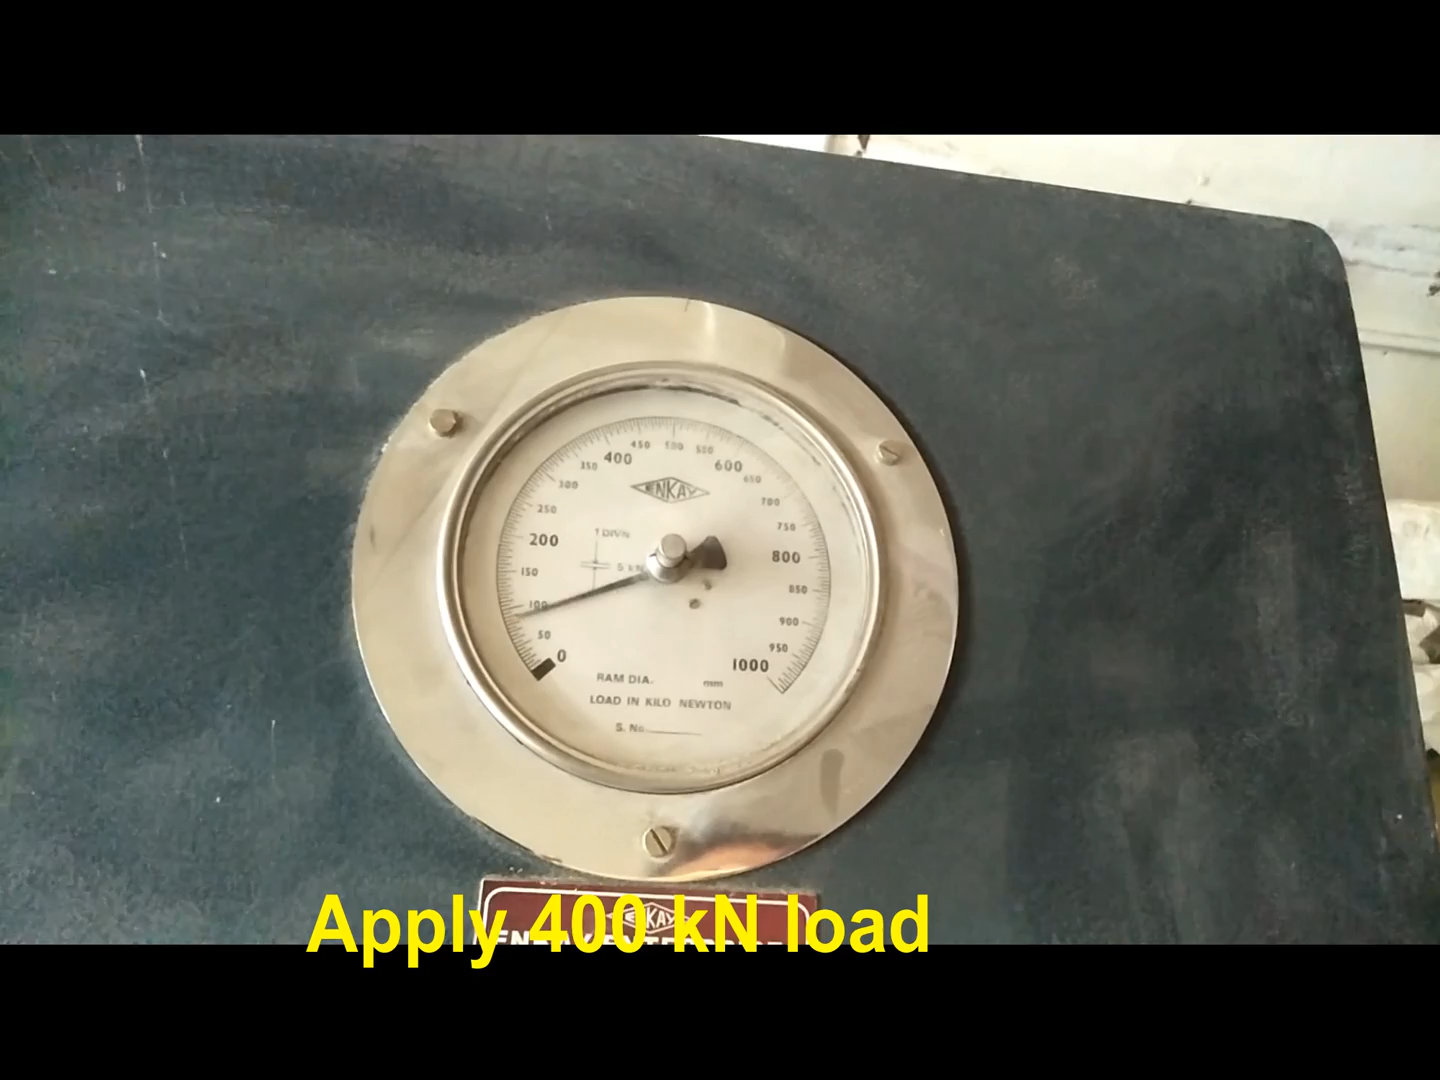 450 500 550
400 600
350 650
300 ENKAY 700
250 750
200 1 DIVN 800
5 kN
150 850
100 900
50 950
0 1000
RAM DIA. mm
LOAD IN KILO NEWTON
S. No.
ENKAY
Apply 400 kN load